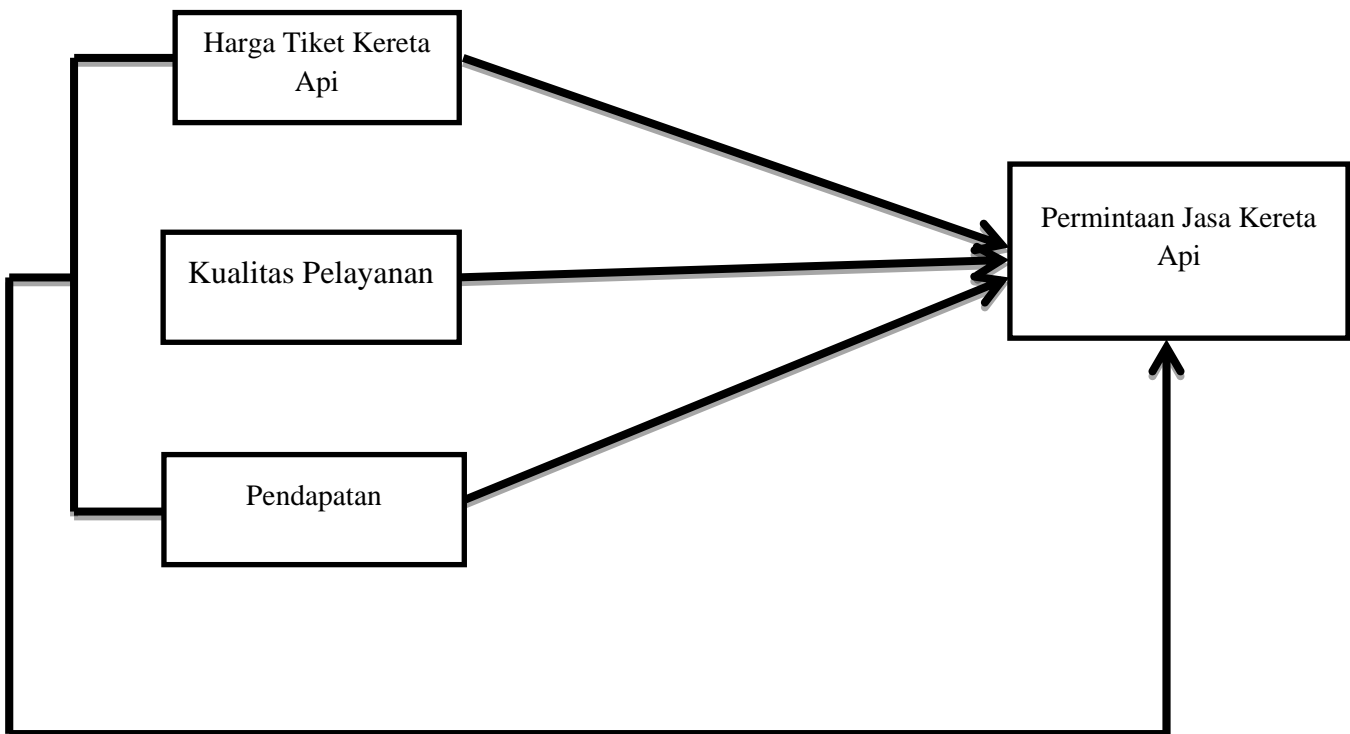 Harga Tiket Kereta
Api
Kualitas Pelayanan
Pendapatan
Permintaan Jasa Kereta
Api